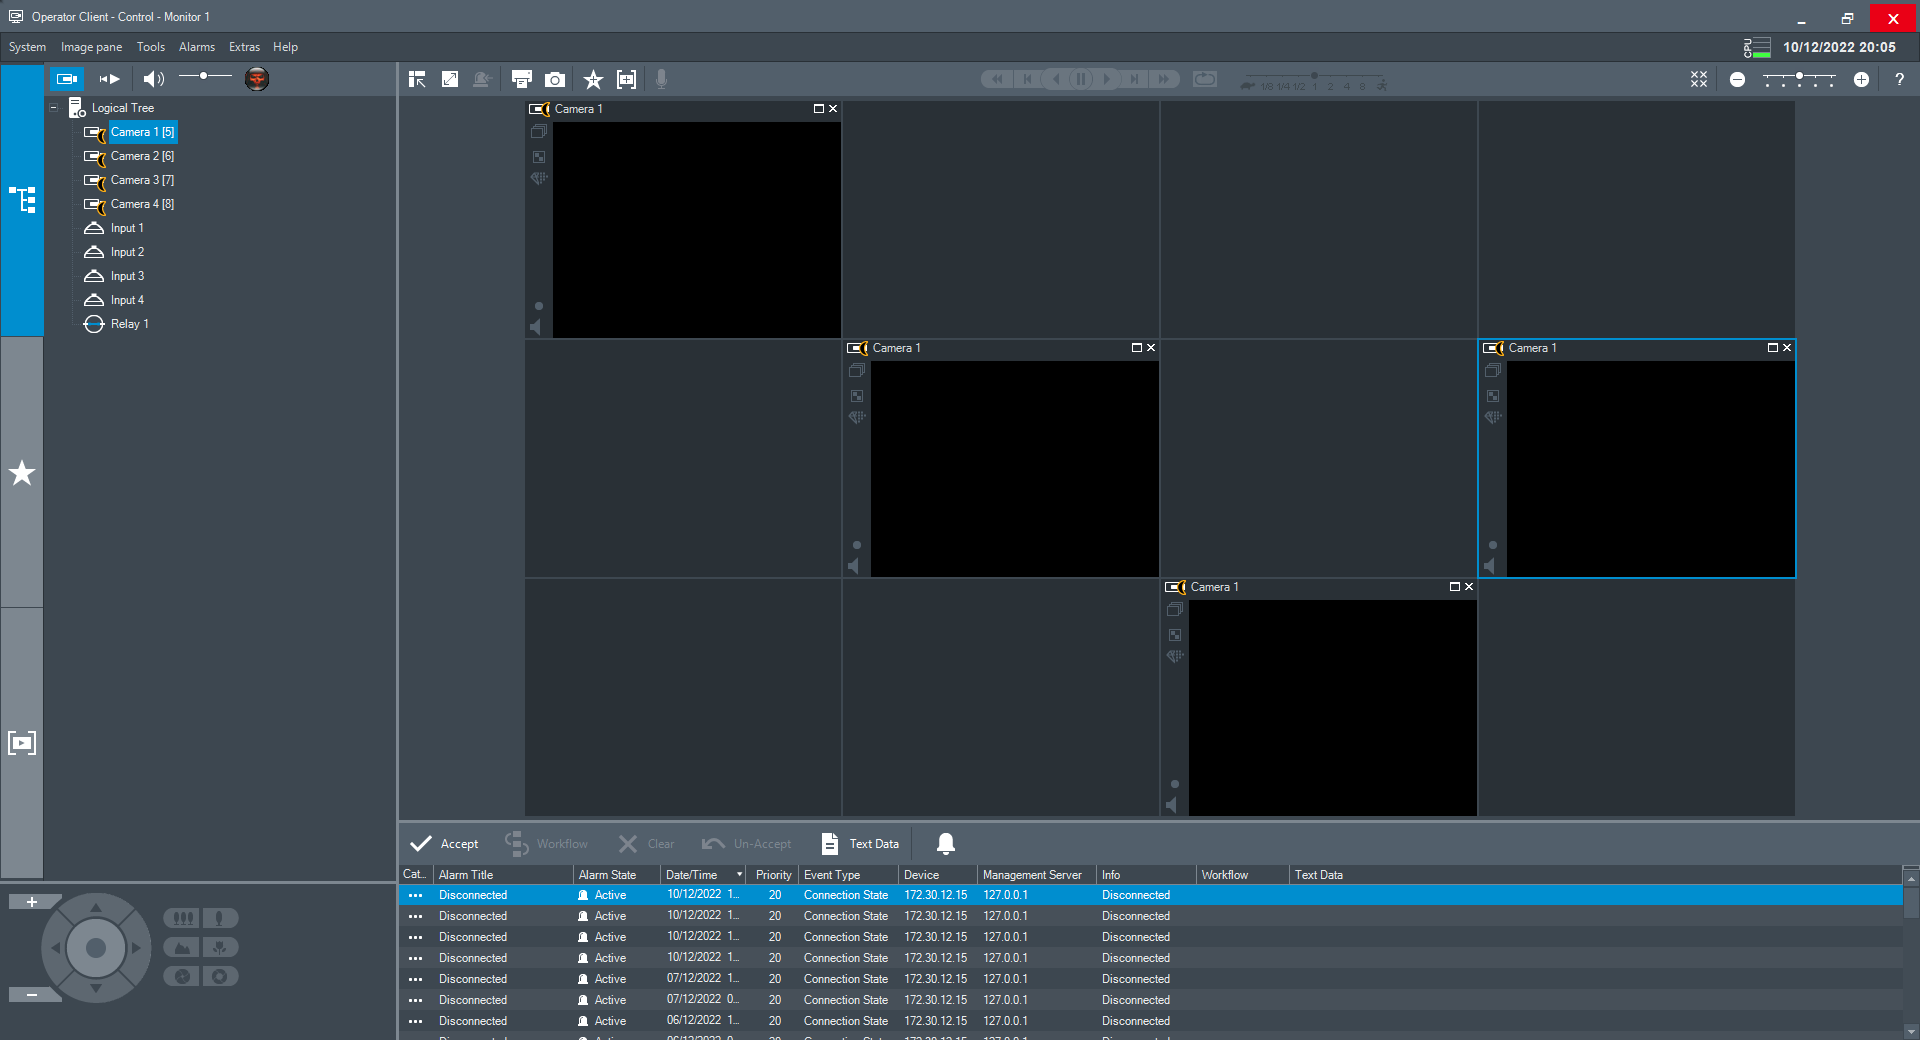 Operator Client - Control - Monitor 1
System Image pane Tools Alarms Extras Help
CPU 10/12/2022 20:05
1/8 1/4 1/2 1 2 4 8
?
Logical Tree
Camera 1 [5]
Camera 2 [6]
Camera 3 [7]
Camera 4 [8]
Input 1
Input 2
Input 3
Input 4
Relay 1
Camera 1
Camera 1
Camera 1
Camera 1
Accept Workflow Clear Un-Accept Text Data
Cat... Alarm Title Alarm State Date/Time Priority Event Type Device Management Server Info Workflow Text Data
Disconnected Active 10/12/2022 1... 20 Connection State 172.30.12.15 127.0.0.1 Disconnected
Disconnected Active 10/12/2022 1... 20 Connection State 172.30.12.15 127.0.0.1 Disconnected
Disconnected Active 10/12/2022 1... 20 Connection State 172.30.12.15 127.0.0.1 Disconnected
Disconnected Active 10/12/2022 1... 20 Connection State 172.30.12.15 127.0.0.1 Disconnected
Disconnected Active 07/12/2022 1... 20 Connection State 172.30.12.15 127.0.0.1 Disconnected
Disconnected Active 07/12/2022 0... 20 Connection State 172.30.12.15 127.0.0.1 Disconnected
Disconnected Active 06/12/2022 1... 20 Connection State 172.30.12.15 127.0.0.1 Disconnected